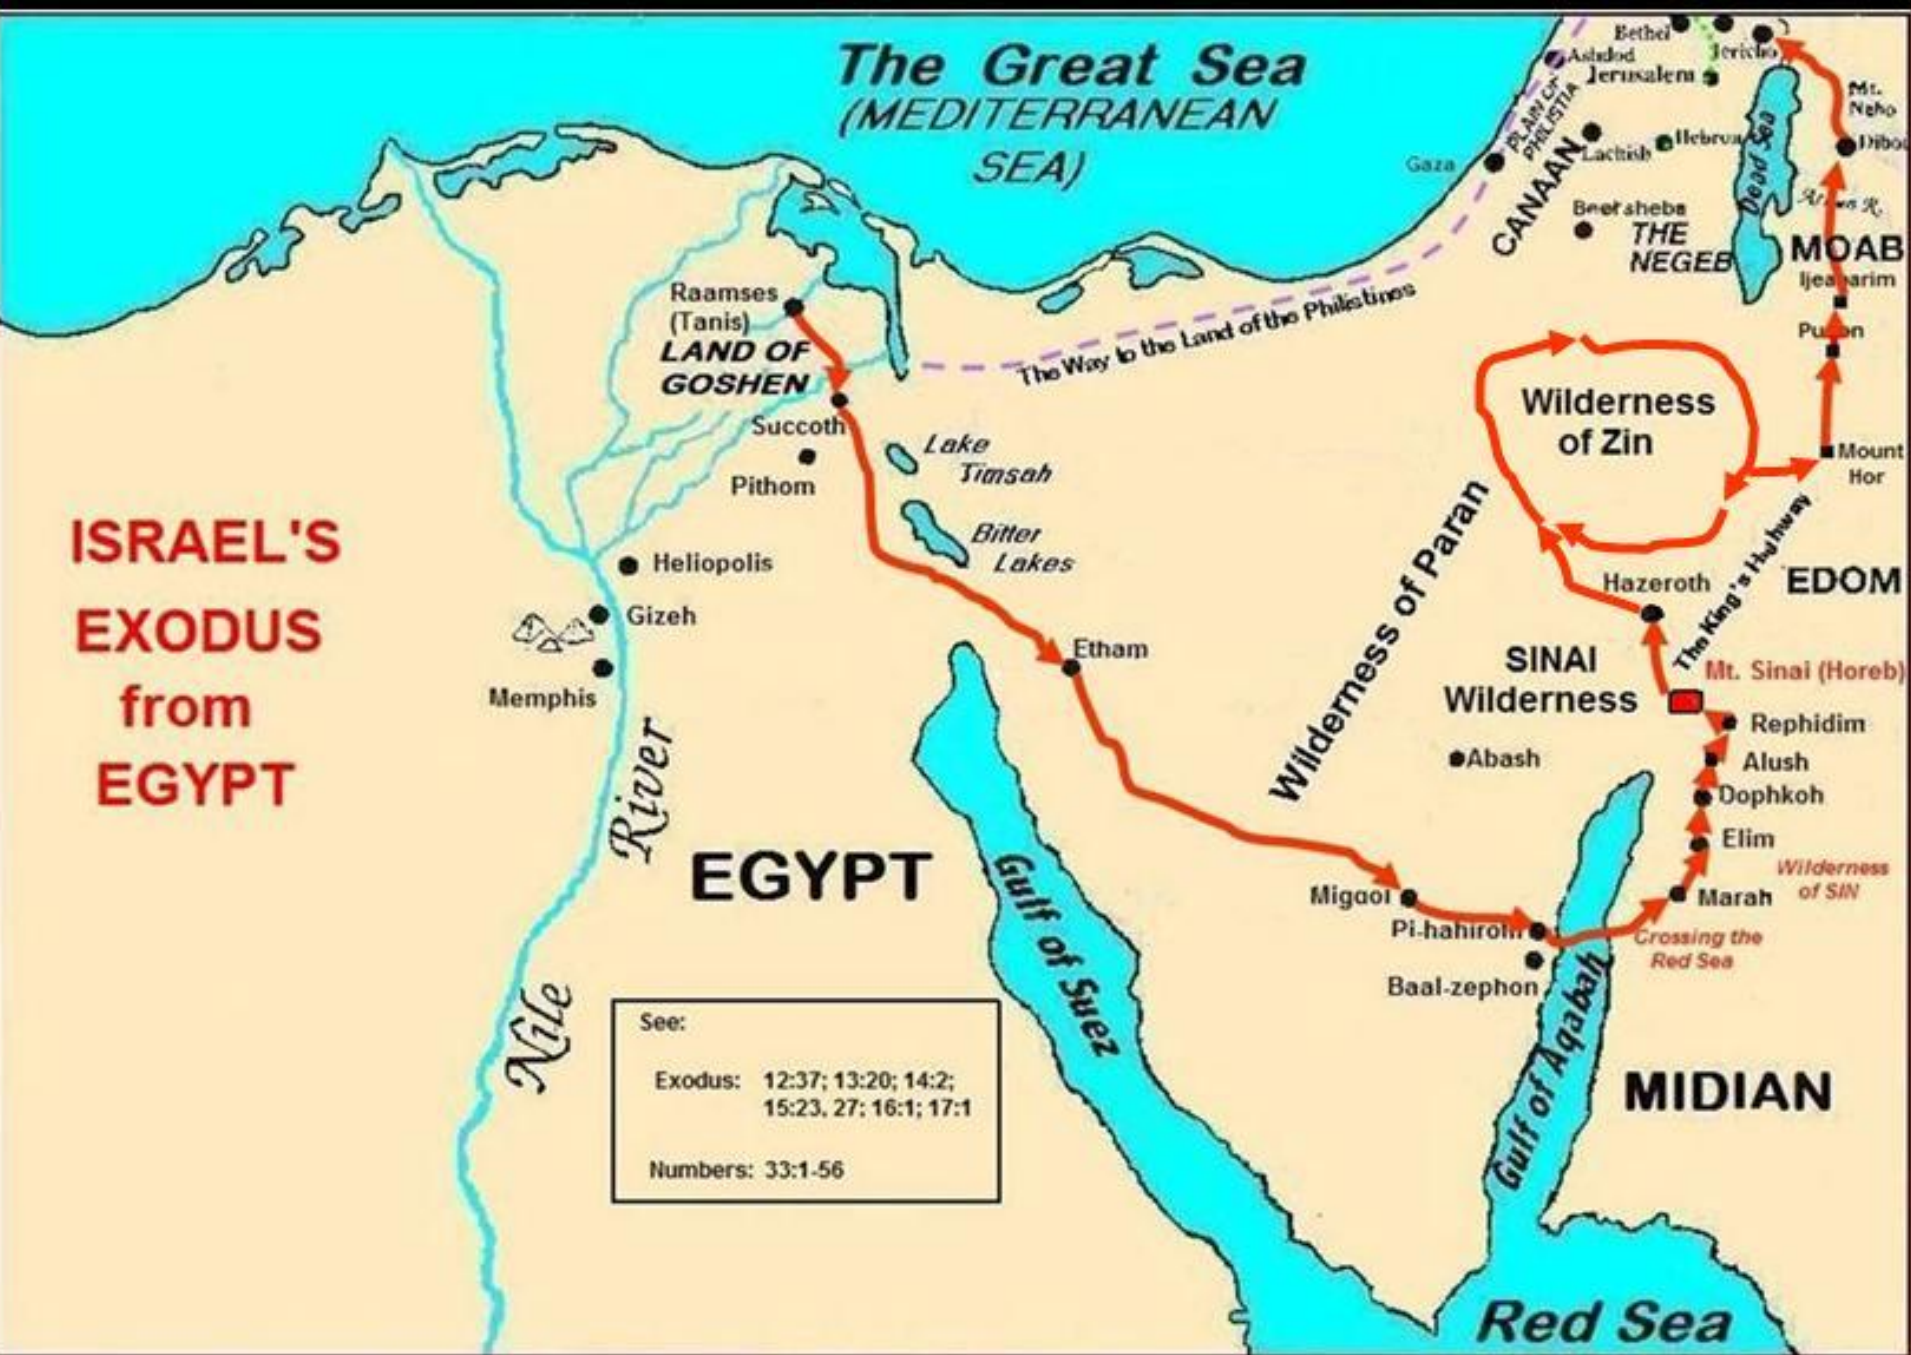 The Great Sea
(MEDITERRANEAN
SEA)
Bethel
Jericho
Ashdod
Jerusalem
PLAIN OF
PHILISTIA
Mt.
Nebo
Gaza
Lachish
Hebron
Dead Sea
CANAAN
Beersheba
THE
NEGEB
MOAB
Raamses
(Tanis)
LAND OF
GOSHEN
The Way to the Land of the Philistines
Succoth
Pithom
Lake
Timsah
Bitter
Lakes
Wilderness
of Zin
Mount
Hor
ISRAEL'S
EXODUS
from
EGYPT
Heliopolis
Gizeh
Memphis
Etham
Wilderness of Paran
Hazeroth
The King's Highway
EDOM
SINAI
Wilderness
Mt. Sinai (Horeb)
Rephidim
Abash
Alush
Dophkoh
Elim
Wilderness
of SIN
Marah
Migdol
Pi-hahiroth
Baal-zephon
Crossing the
Red Sea
Nile River
EGYPT
Gulf of Suez
Gulf of Aqabah
MIDIAN
See:
Exodus: 12:37; 13:20; 14:2;
15:23, 27; 16:1; 17:1
Numbers: 33:1-56
Red Sea